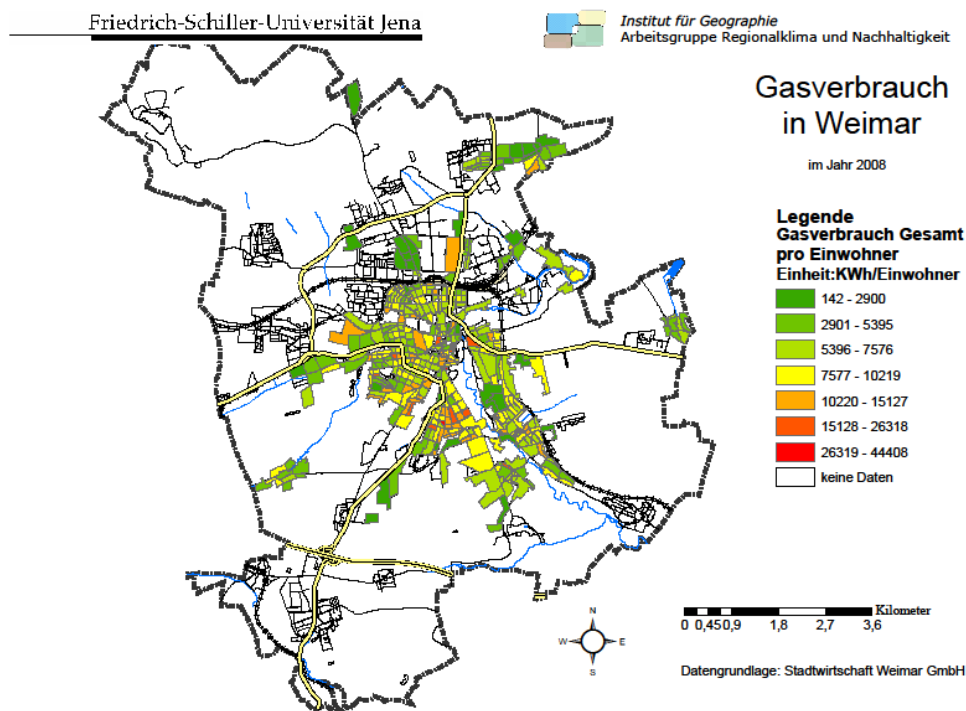 Friedrich-Schiller-Universität Jena
Institut für Geographie
Arbeitsgruppe Regionalklima und Nachhaltigkeit
Gasverbrauch
in Weimar
im Jahr 2008
Legende
Gasverbrauch Gesamt
pro Einwohner
Einheit:KWh/Einwohner
142 - 2900
2901 - 5395
5396 - 7576
7577 - 10219
10220 - 15127
15128 - 26318
26319 - 44408
keine Daten
N
W E
S
Kilometer
0 0,450,9 1,8 2,7 3,6
Datengrundlage: Stadtwirtschaft Weimar GmbH